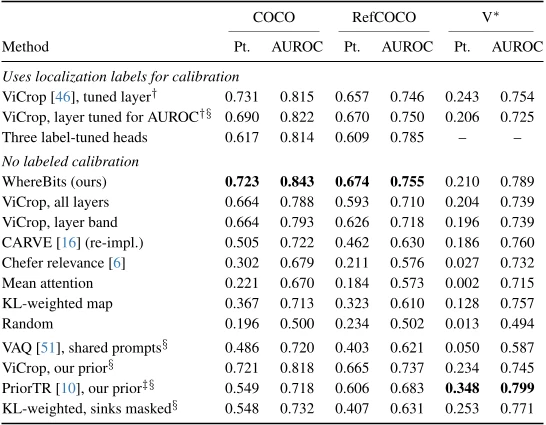 COCO RefCOCO V*
Method Pt. AUROC Pt. AUROC Pt. AUROC
Uses localization labels for calibration
ViCrop [46], tuned layer† 0.731 0.815 0.657 0.746 0.243 0.754
ViCrop, layer tuned for AUROC†§ 0.690 0.822 0.670 0.750 0.206 0.725
Three label-tuned heads 0.617 0.814 0.609 0.785 – –
No labeled calibration
WhereBits (ours) 0.723 0.843 0.674 0.755 0.210 0.789
ViCrop, all layers 0.664 0.788 0.593 0.710 0.204 0.739
ViCrop, layer band 0.664 0.793 0.626 0.718 0.196 0.739
CARVE [16] (re-impl.) 0.505 0.722 0.462 0.630 0.186 0.760
Chefer relevance [6] 0.302 0.679 0.211 0.576 0.027 0.732
Mean attention 0.221 0.670 0.184 0.573 0.002 0.715
KL-weighted map 0.367 0.713 0.323 0.610 0.128 0.757
Random 0.196 0.500 0.234 0.502 0.013 0.494
VAQ [51], shared prompts§ 0.486 0.720 0.403 0.621 0.050 0.587
ViCrop, our prior§ 0.721 0.818 0.665 0.737 0.234 0.745
PriorTR [10], our prior‡§ 0.549 0.718 0.606 0.683 0.348 0.799
KL-weighted, sinks masked§ 0.548 0.732 0.407 0.631 0.253 0.771